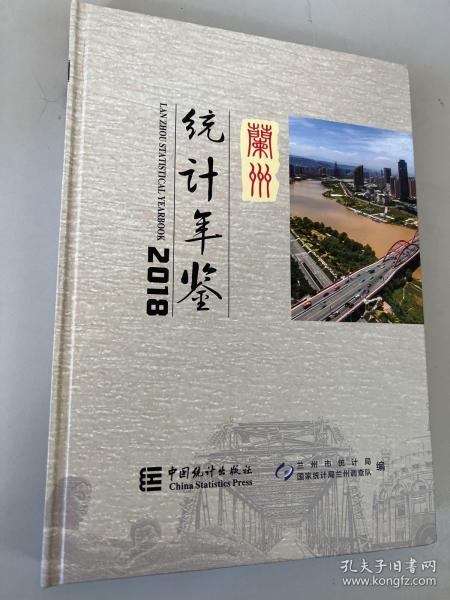 蘭州
统计年鉴
LANZHOU STATISTICAL YEARBOOK
2018
中国统计出版社
China Statistics Press
兰州市统计局
国家统计局兰州调查队
编
孔夫子旧书网
www.kongfz.com